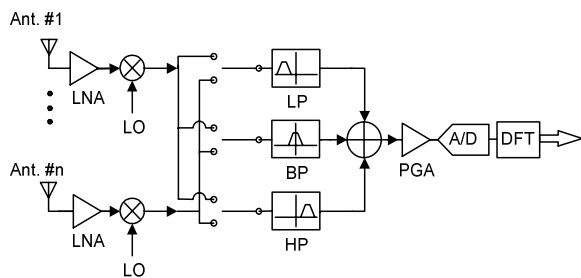 Ant. #1
LNA
LO
LP
BP
PGA
A/D
DFT
Ant. #n
LNA
LO
HP